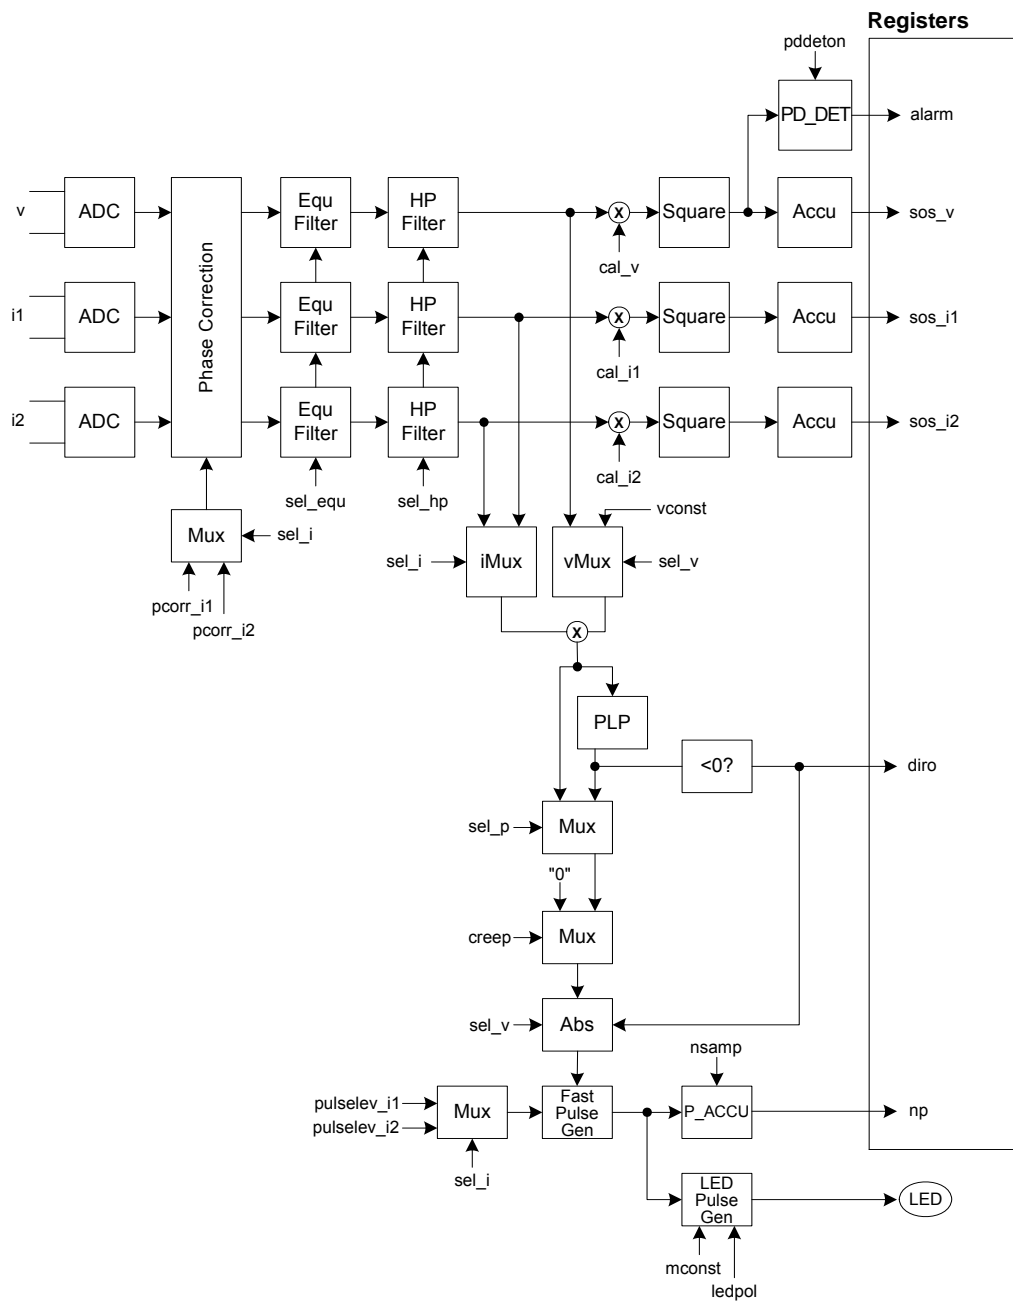 Registers
pddeton
PD_DET
alarm
v
ADC
Phase Correction
Equ
Filter
HP
Filter
X
Square
Accu
sos_v
cal_v
i1
ADC
Equ
Filter
HP
Filter
X
Square
Accu
sos_i1
cal_i1
i2
ADC
Equ
Filter
HP
Filter
X
Square
Accu
sos_i2
cal_i2
sel_equ
sel_hp
vconst
Mux
sel_i
sel_i
iMux
vMux
sel_v
pcorr_i1
pcorr_i2
X
PLP
<0?
diro
sel_p
Mux
"0"
creep
Mux
sel_v
Abs
nsamp
pulselev_i1
pulselev_i2
Mux
Fast
Pulse
Gen
P_ACCU
np
sel_i
LED
Pulse
Gen
LED
mconst
ledpol